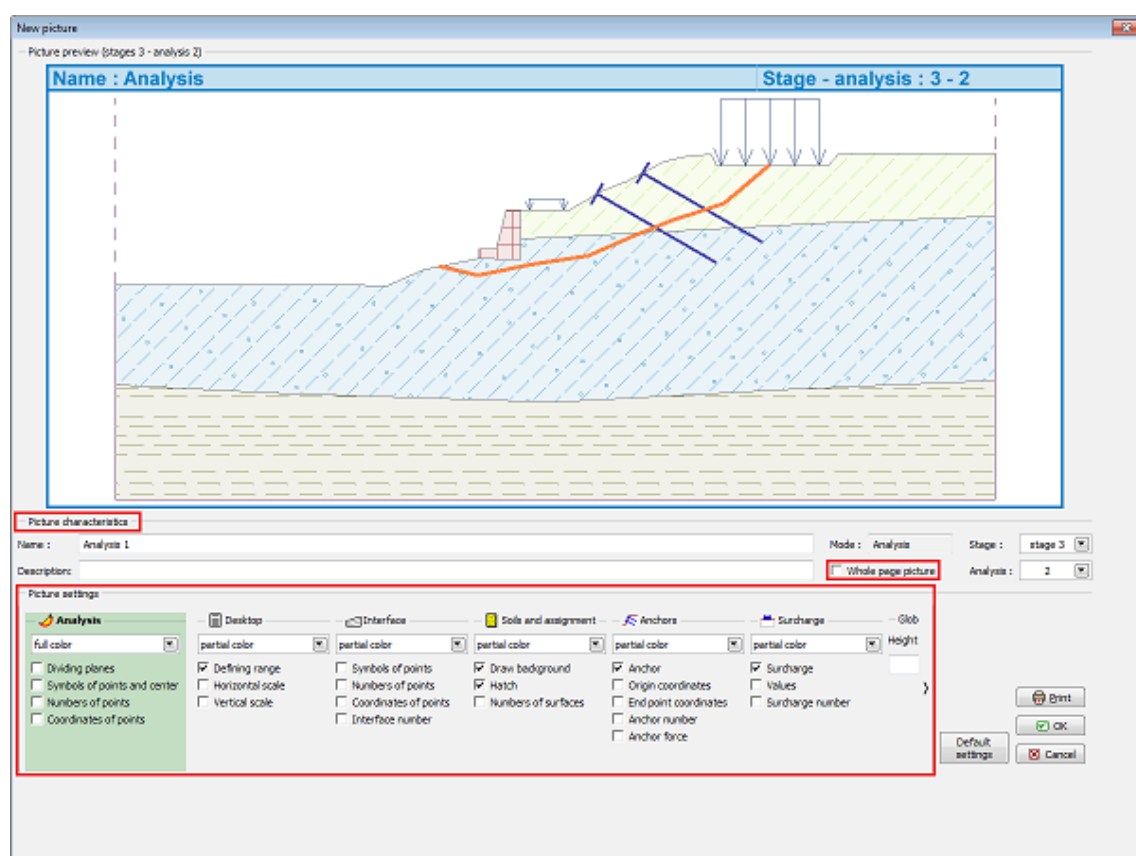 New picture
Picture preview (stages 3 - analysis 2)
Name : Analysis Stage - analysis : 3 - 2
Picture characteristics
Name : Analysis 1 Mode : Analysis Stage : stage 3
Description: Whole page picture Analysis : 2
Picture settings
Analysis Desktop Interface Soils and assignment Anchors Surcharge Glob
full color partial color partial color partial color partial color partial color Height
Dividing planes Defining range Symbols of points Draw background Anchor Surcharge
Symbols of points and center Horizontal scale Numbers of points Hatch Origin coordinates Values
Numbers of points Vertical scale Coordinates of points Numbers of surfaces End point coordinates Surcharge number
Coordinates of points Interface number Anchor number
Anchor force
Print
OK
Default
settings
Cancel